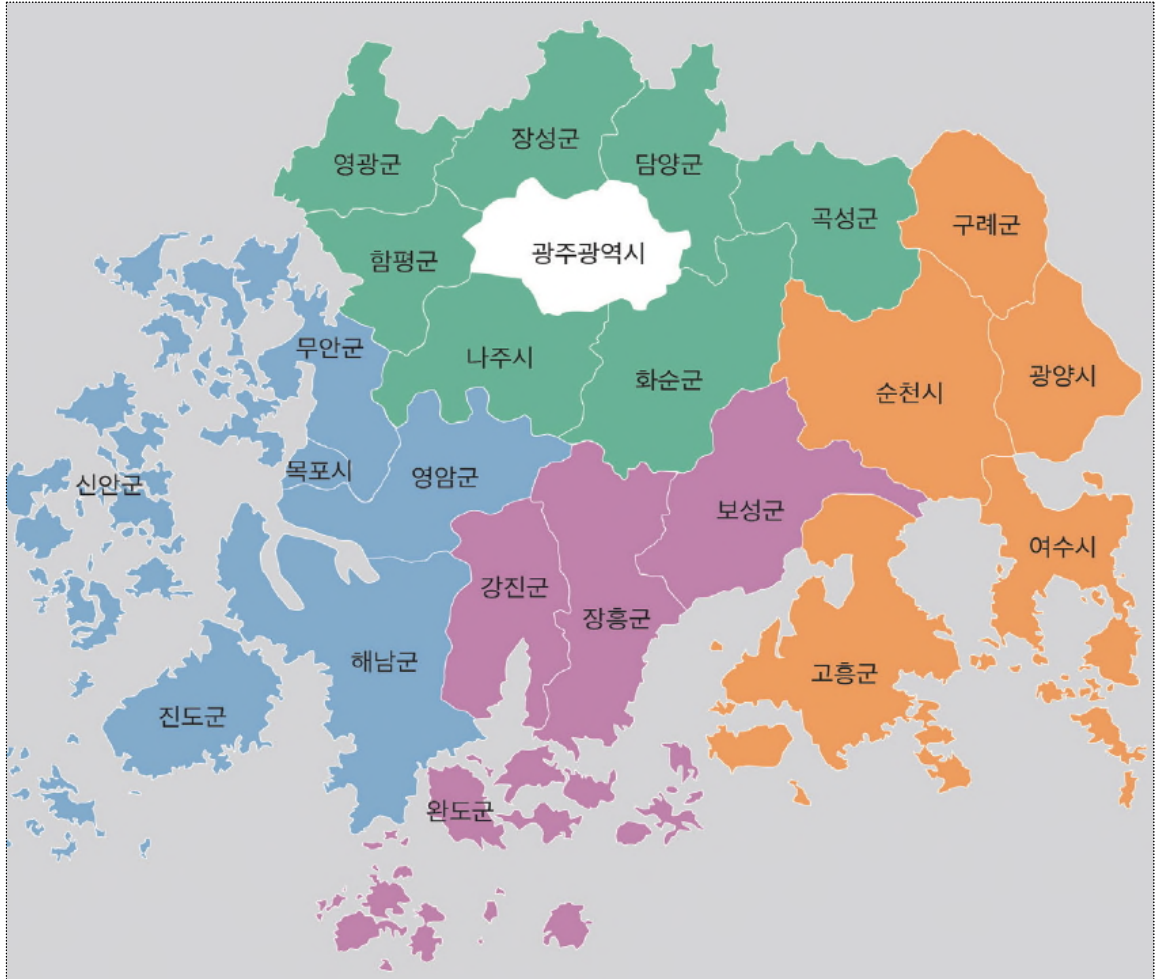 장성군
영광군
담양군
곡성군
구례군
광주광역시
함평군
무안군
나주시
화순군
순천시
광양시
목포시
영암군
신안군
보성군
여수시
강진군
장흥군
해남군
고흥군
진도군
완도군